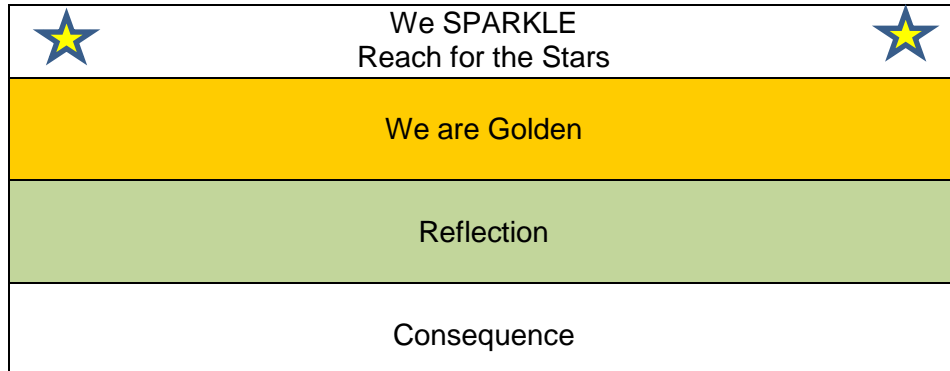 We SPARKLE
Reach for the Stars
We are Golden
Reflection
Consequence